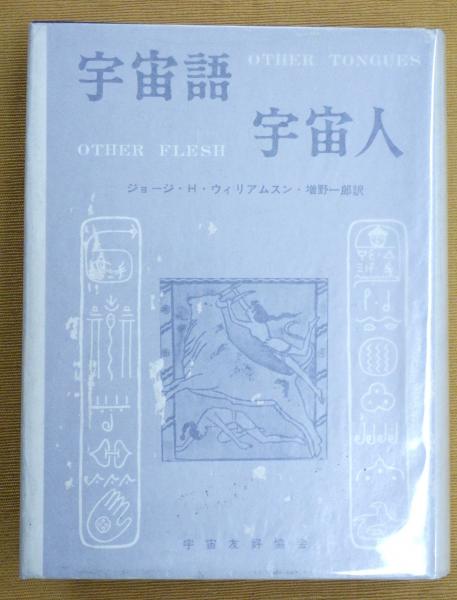 宇宙語
OTHER TONGUES
宇宙人
OTHER FLESH
ジョージ・H・ウィリアムスン・増野一郎訳
宇宙友好協会